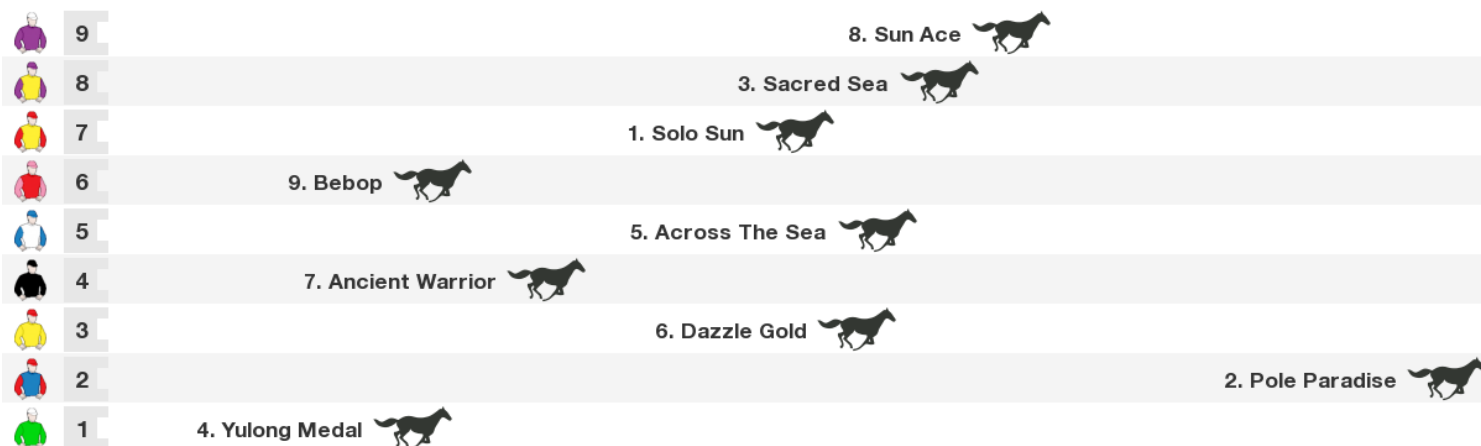 9 8. Sun Ace
8 3. Sacred Sea
7 1. Solo Sun
6 9. Bebop
5 5. Across The Sea
4 7. Ancient Warrior
3 6. Dazzle Gold
2 2. Pole Paradise
1 4. Yulong Medal